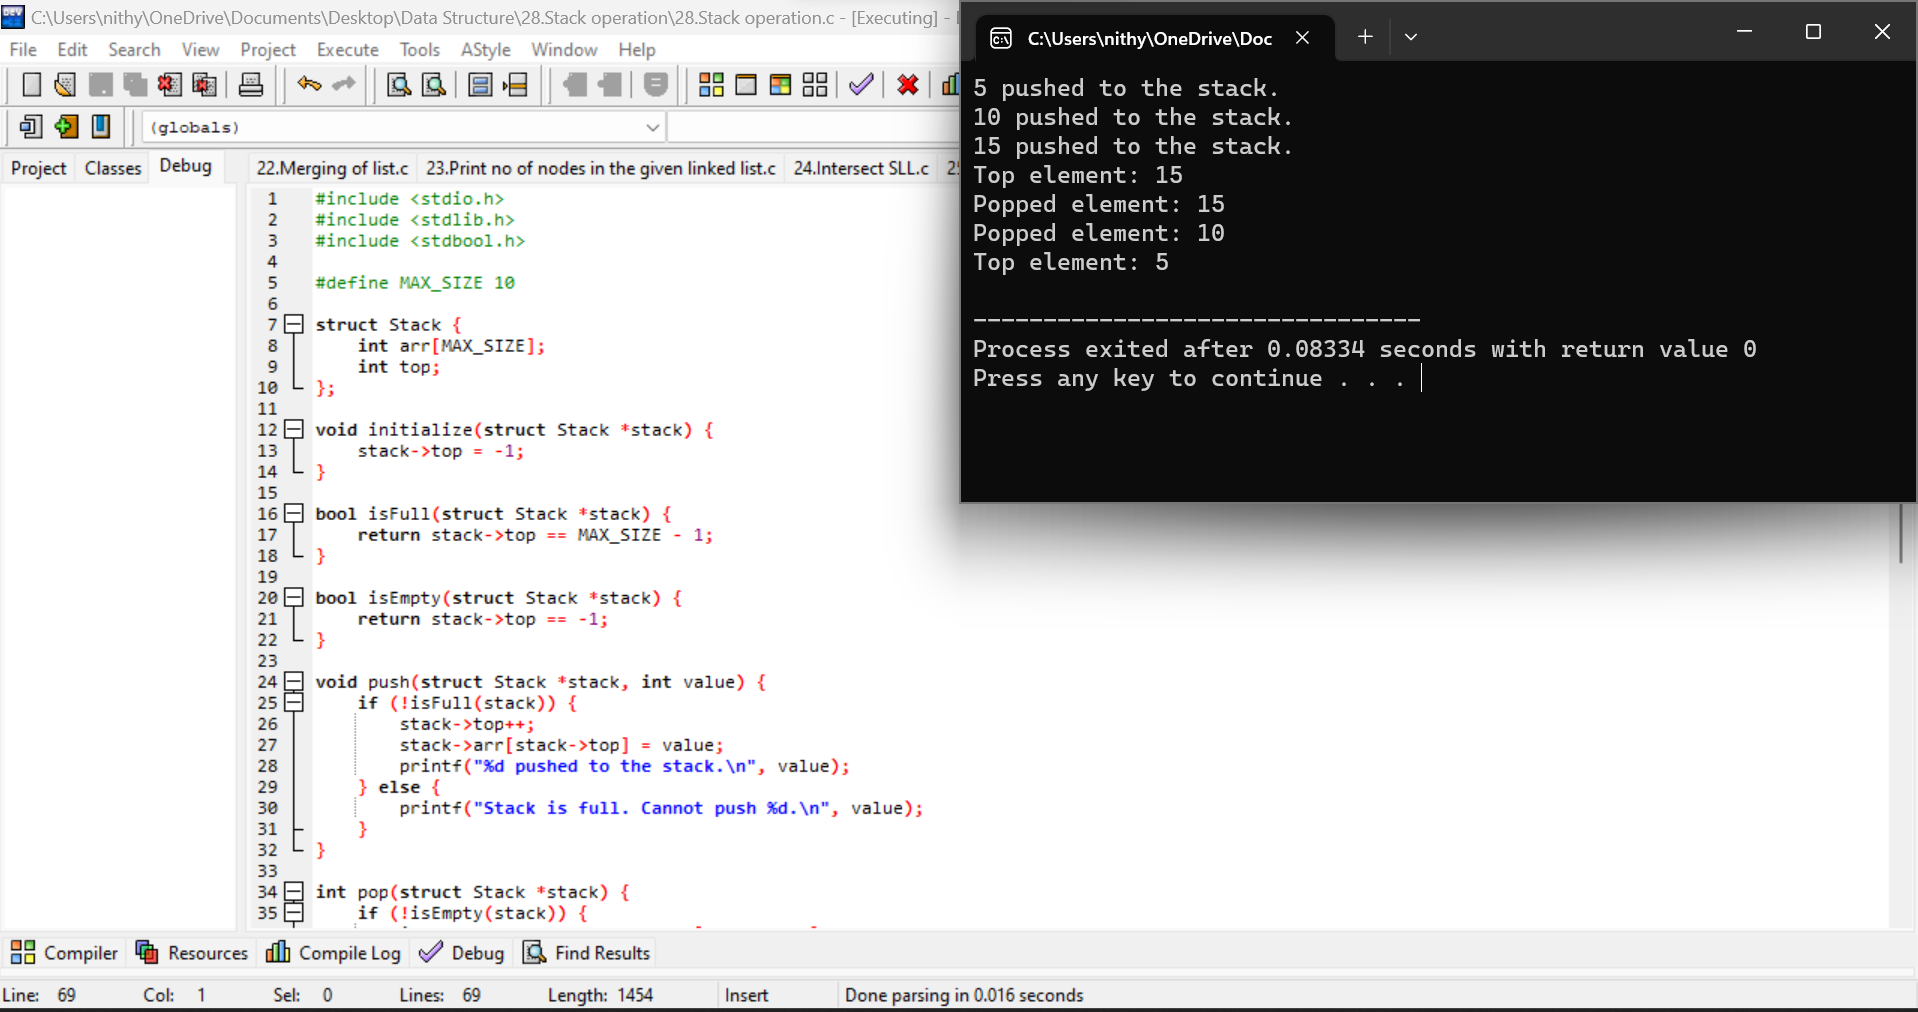 C:\Users\nithy\OneDrive\Documents\Desktop\Data Structure\28.Stack operation\28.Stack operation.c - [Executing] -
File Edit Search View Project Execute Tools AStyle Window Help
(globals)
Project Classes Debug
22.Merging of list.c 23.Print no of nodes in the given linked list.c 24.Intersect SLL.c
1 #include <stdio.h>
2 #include <stdlib.h>
3 #include <stdbool.h>
4
5 #define MAX_SIZE 10
6
7 struct Stack {
8 int arr[MAX_SIZE];
9 int top;
10 };
11
12 void initialize(struct Stack *stack) {
13 stack->top = -1;
14 }
15
16 bool isFull(struct Stack *stack) {
17 return stack->top == MAX_SIZE - 1;
18 }
19
20 bool isEmpty(struct Stack *stack) {
21 return stack->top == -1;
22 }
23
24 void push(struct Stack *stack, int value) {
25 if (!isFull(stack)) {
26 stack->top++;
27 stack->arr[stack->top] = value;
28 printf("%d pushed to the stack.\n", value);
29 } else {
30 printf("Stack is full. Cannot push %d.\n", value);
31 }
32 }
33
34 int pop(struct Stack *stack) {
35 if (!isEmpty(stack)) {
Compiler Resources Compile Log Debug Find Results
Line: 69 Col: 1 Sel: 0 Lines: 69 Length: 1454 Insert Done parsing in 0.016 seconds
C:\Users\nithy\OneDrive\Doc
5 pushed to the stack.
10 pushed to the stack.
15 pushed to the stack.
Top element: 15
Popped element: 15
Popped element: 10
Top element: 5
--------------------------------
Process exited after 0.08334 seconds with return value 0
Press any key to continue . . .